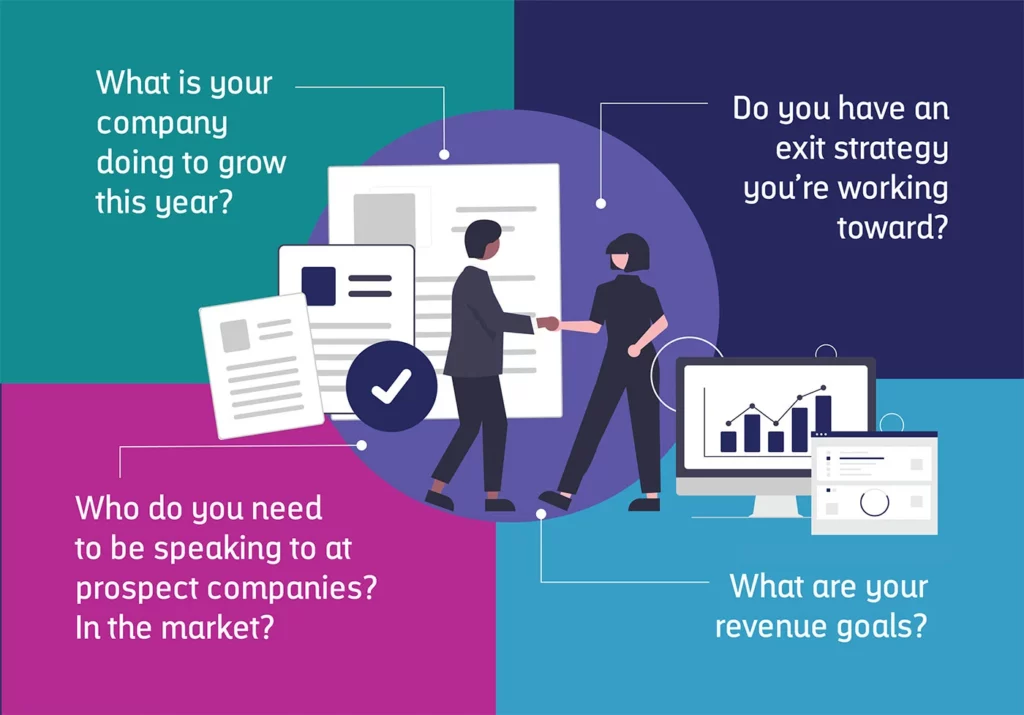 What is your
company
doing to grow
this year?
Do you have an
exit strategy
you’re working
toward?
Who do you need
to be speaking to at
prospect companies?
In the market?
What are your
revenue goals?